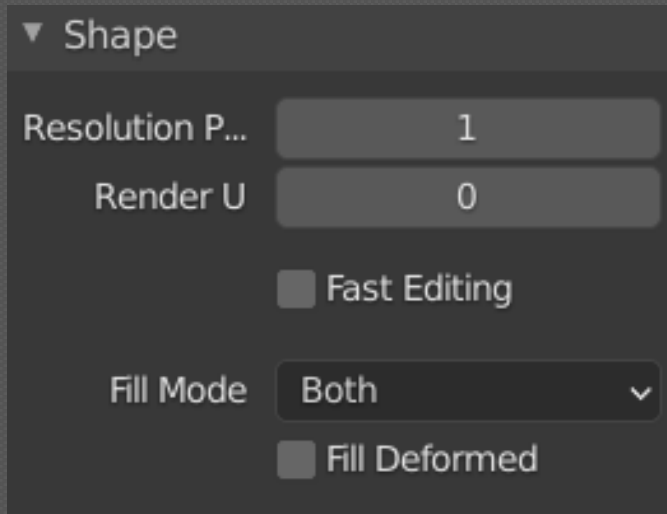 Shape
Resolution P... 1
Render U 0
Fast Editing
Fill Mode Both
Fill Deformed